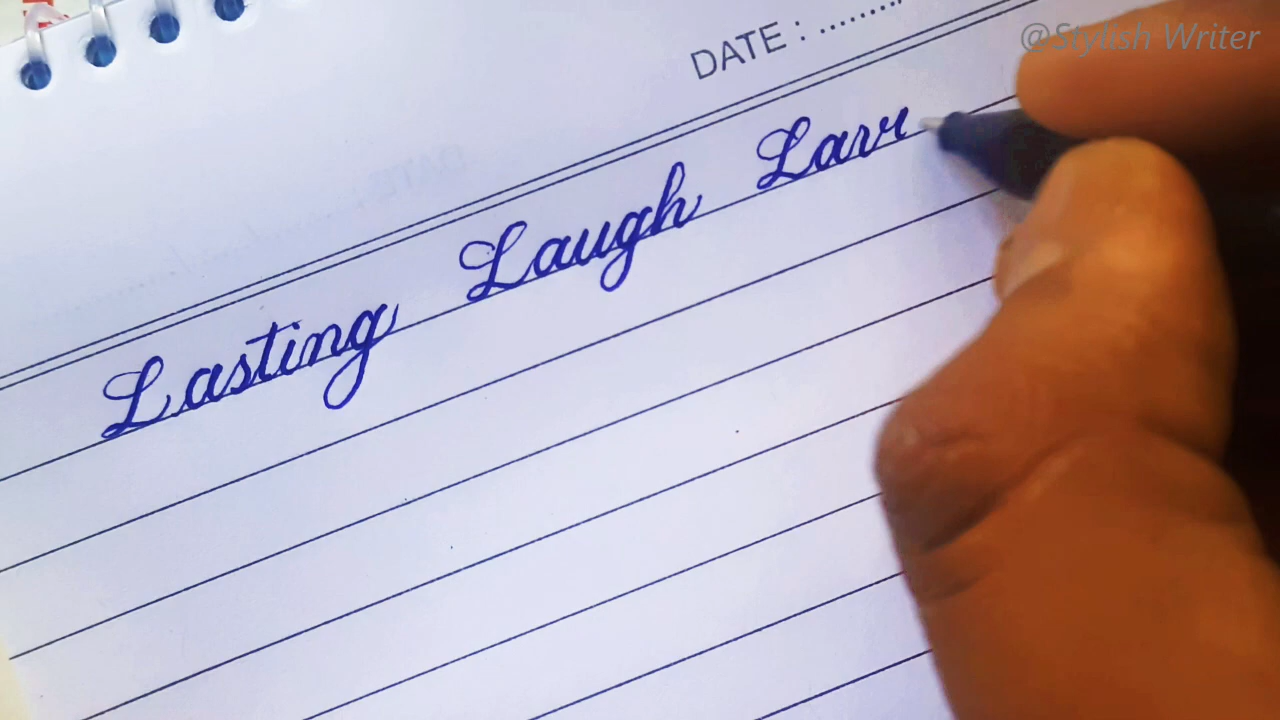 @Stylish Writer
DATE : .........
Lasting Laugh